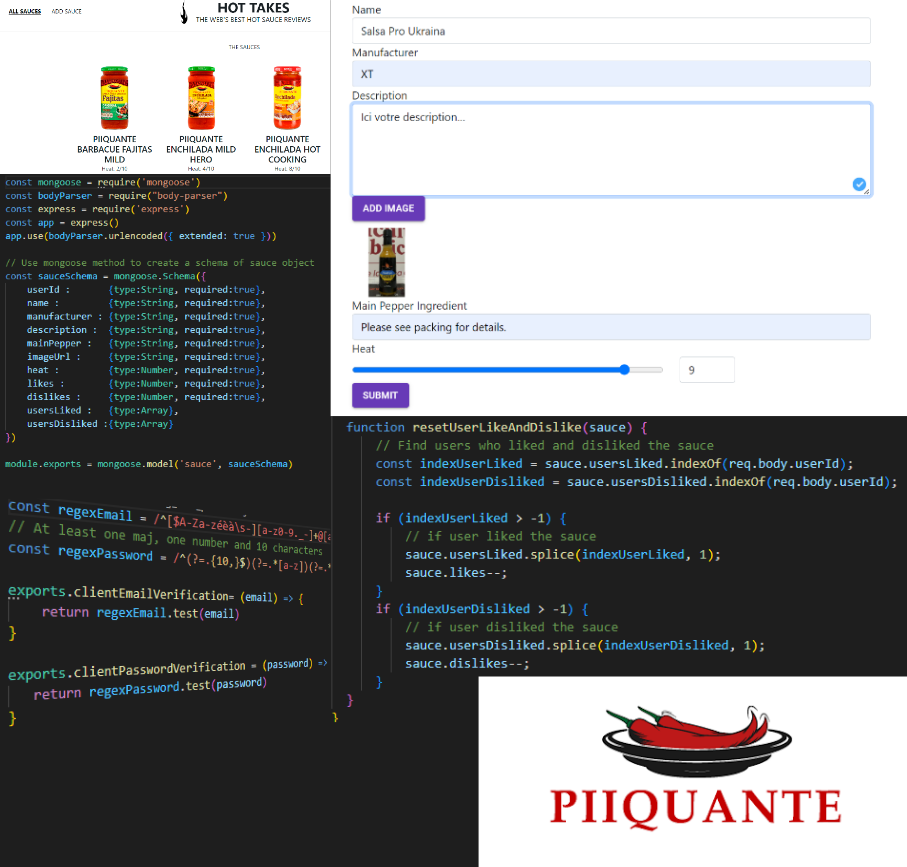 ALL SAUCES ADD SAUCE
HOT TAKES
THE WEB'S BEST HOT SAUCE REVIEWS
THE SAUCES
Fajitas
PIIQUANTE
BARBACUE FAJITAS
MILD
Heat: 2/10
PIIQUANTE
ENCHILADA MILD
HERO
Heat: 4/10
PIIQUANTE
ENCHILADA HOT
COOKING
Heat: 8/10
Name
Salsa Pro Ukraina
Manufacturer
XT
Description
Ici votre description...
ADD IMAGE
Main Pepper Ingredient
Please see packing for details.
Heat
9
SUBMIT
const mongoose = require('mongoose')
const bodyParser = require("body-parser")
const express = require('express')
const app = express()
app.use(bodyParser.urlencoded({ extended: true }))
// Use mongoose method to create a schema of sauce object
const sauceSchema = mongoose.Schema({
userId : {type:String, required:true},
name : {type:String, required:true},
manufacturer : {type:String, required:true},
description : {type:String, required:true},
mainPepper : {type:String, required:true},
imageUrl : {type:String, required:true},
heat : {type:Number, required:true},
likes : {type:Number, required:true},
dislikes : {type:Number, required:true},
usersLiked : {type:Array},
usersDisliked :{type:Array}
})
module.exports = mongoose.model('sauce', sauceSchema)
const regexEmail = /^[$A-Za-zéèà\s-][a-z0-9._-]+@[a
// At least one maj, one number and 10 characters
const regexPassword = /^(?=.{10,}$)(?=.*[a-z])(?=.*
exports.clientEmailVerification= (email) => {
return regexEmail.test(email)
}
exports.clientPasswordVerification = (password) =>
return regexPassword.test(password)
}
function resetUserLikeAndDislike(sauce) {
// Find users who liked and disliked the sauce
const indexUserLiked = sauce.usersLiked.indexOf(req.body.userId);
const indexUserDisliked = sauce.usersDisliked.indexOf(req.body.userId);
if (indexUserLiked > -1) {
// if user liked the sauce
sauce.usersLiked.splice(indexUserLiked, 1);
sauce.likes--;
}
if (indexUserDisliked > -1) {
// if user disliked the sauce
sauce.usersDisliked.splice(indexUserDisliked, 1);
sauce.dislikes--;
}
}
}
PIIQUANTE